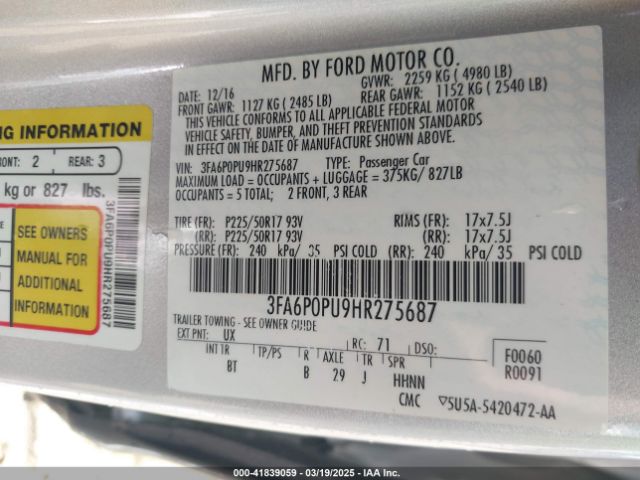 MFD. BY FORD MOTOR CO.
DATE: 12/16 GVWR: 2259 KG ( 4980 LB)
FRONT GAWR: 1127 KG ( 2485 LB) REAR GAWR: 1152 KG ( 2540 LB)
THIS VEHICLE CONFORMS TO ALL APPLICABLE FEDERAL MOTOR
VEHICLE SAFETY, BUMPER, AND THEFT PREVENTION STANDARDS
IN EFFECT ON THE DATE OF MANUFACTURE SHOWN ABOVE.
VIN: 3FA6P0PU9HR275687 TYPE: Passenger Car
MAXIMUM LOAD = OCCUPANTS + LUGGAGE = 375KG/ 827LB
OCCUPANTS = 5 TOTAL; 2 FRONT, 3 REAR
TIRE (FR): P225/50R17 93V RIMS (FR): 17x7.5J
(RR): P225/50R17 93V (RR): 17x7.5J
PRESSURE (FR): 240 kPa/ 35 PSI COLD (RR): 240 kPa/ 35 PSI COLD
3FA6P0PU9HR275687
TRAILER TOWING - SEE OWNER GUIDE
EXT PNT: UX RC: 71 DSO:
INT TR TP/PS R AXLE TR SPR
BT B 29 J HHNN
F0060
R0091
CMC ▽5U5A-5420472-AA
NG INFORMATION
RONT: 2 REAR: 3
kg or 827 lbs.
SEE OWNERS
MANUAL FOR
ADDITIONAL
INFORMATION
3FA6P0PU9HR275687
000-41839059 — 03/19/2025 — IAA Inc.